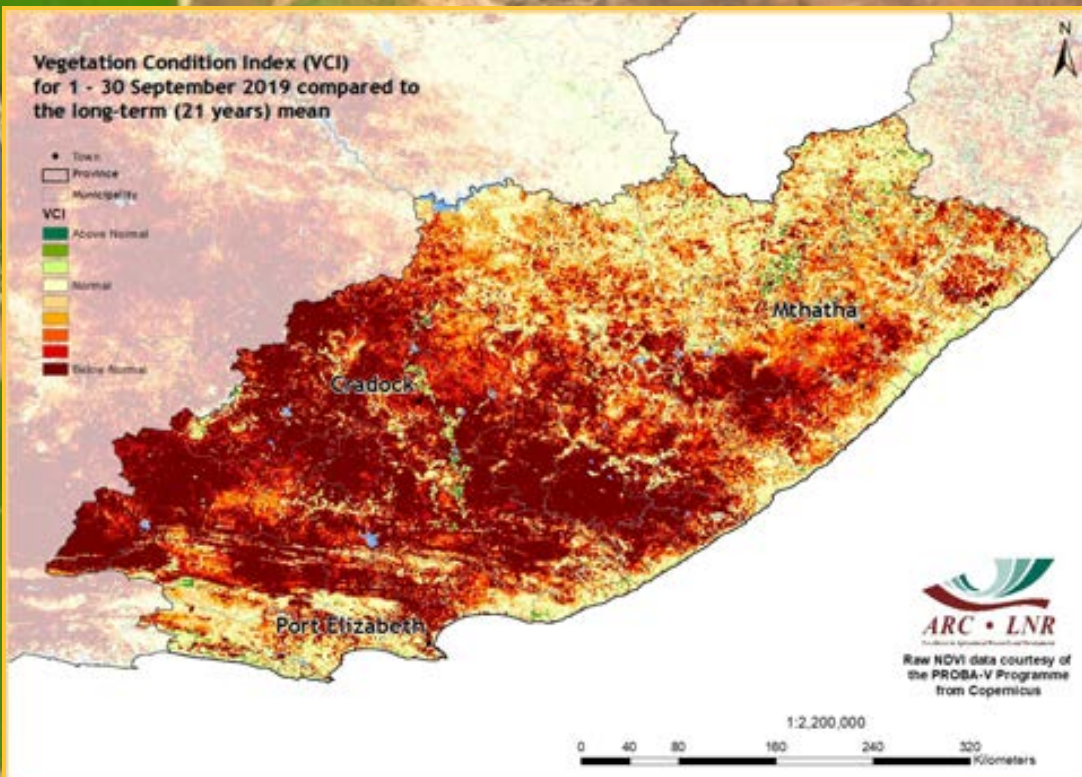 Vegetation Condition Index (VCI)
for 1 - 30 September 2019 compared to
the long-term (21 years) mean
N
Town
Province
Municipality
VCI
Above Normal
Normal
Below Normal
Mthatha
Cradock
Port Elizabeth
ARC • LNR
Raw NDVI data courtesy of
the PROBA-V Programme
from Copernicus
1:2,200,000
0 40 80 160 240 320
Kilometers